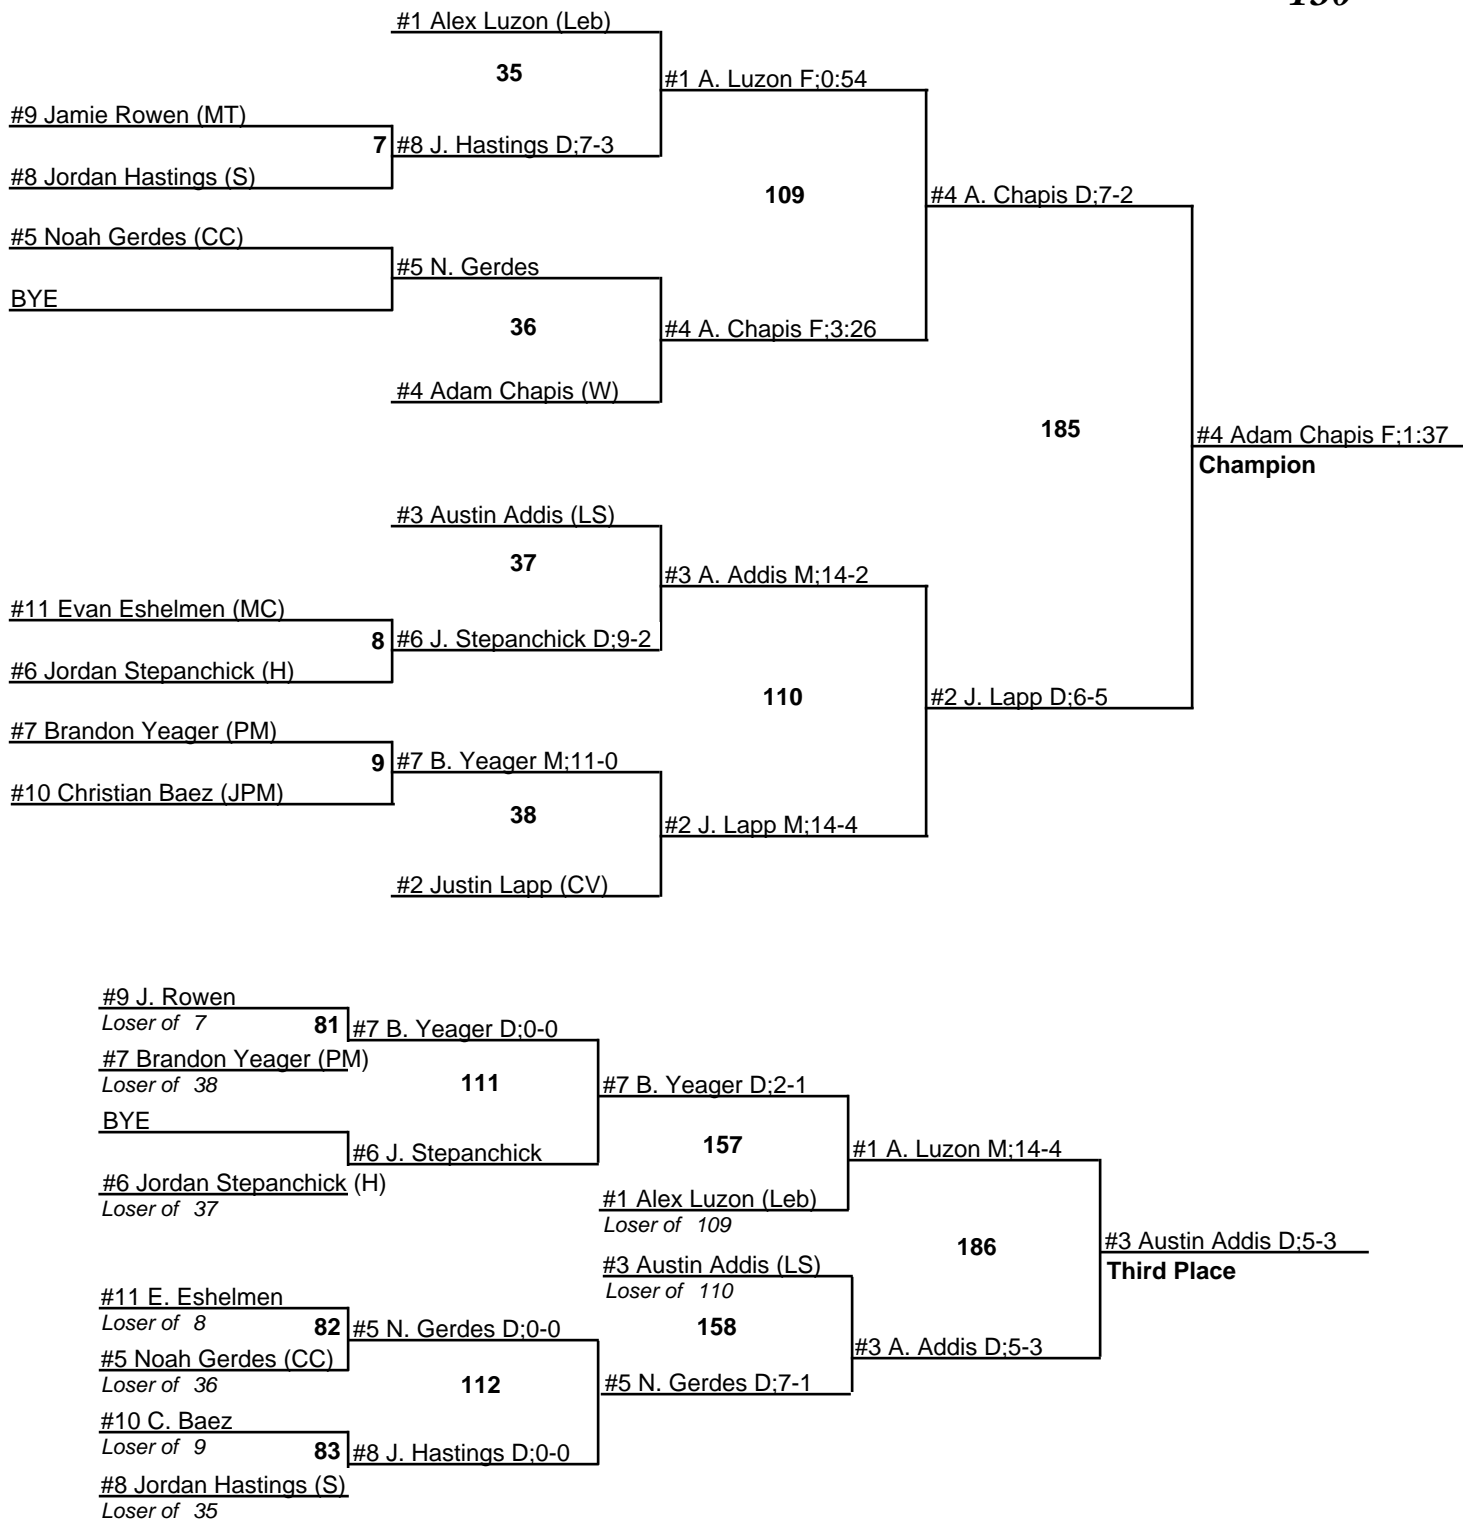 #1 Alex Luzon (Leb)
35
#1 A. Luzon F;0:54
#9 Jamie Rowen (MT)
7
#8 J. Hastings D;7-3
#8 Jordan Hastings (S)
109
#4 A. Chapis D;7-2
#5 Noah Gerdes (CC)
#5 N. Gerdes
BYE
36
#4 A. Chapis F;3:26
#4 Adam Chapis (W)
185
#4 Adam Chapis F;1:37
Champion
#3 Austin Addis (LS)
37
#3 A. Addis M;14-2
#11 Evan Eshelmen (MC)
8
#6 J. Stepanchick D;9-2
#6 Jordan Stepanchick (H)
110
#2 J. Lapp D;6-5
#7 Brandon Yeager (PM)
9
#7 B. Yeager M;11-0
#10 Christian Baez (JPM)
38
#2 J. Lapp M;14-4
#2 Justin Lapp (CV)
#9 J. Rowen
Loser of 7
81
#7 B. Yeager D;0-0
#7 Brandon Yeager (PM)
Loser of 38
111
#7 B. Yeager D;2-1
BYE
#6 J. Stepanchick
157
#1 A. Luzon M;14-4
#6 Jordan Stepanchick (H)
Loser of 37
#1 Alex Luzon (Leb)
Loser of 109
186
#3 Austin Addis D;5-3
Third Place
#3 Austin Addis (LS)
Loser of 110
#11 E. Eshelmen
Loser of 8
82
#5 N. Gerdes D;0-0
158
#3 A. Addis D;5-3
#5 Noah Gerdes (CC)
Loser of 36
112
#5 N. Gerdes D;7-1
#10 C. Baez
Loser of 9
83
#8 J. Hastings D;0-0
#8 Jordan Hastings (S)
Loser of 35